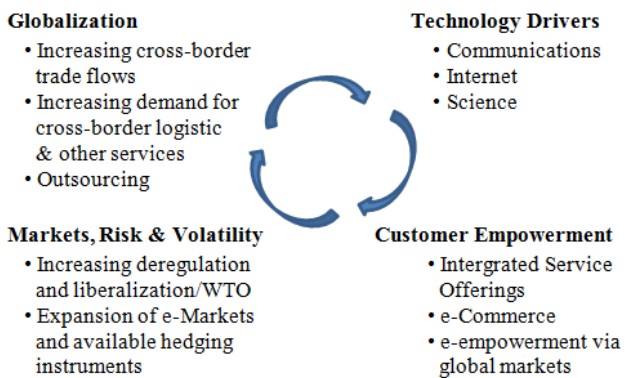 Globalization
• Increasing cross-border
trade flows
• Increasing demand for
cross-border logistic
& other services
• Outsourcing
Technology Drivers
• Communications
• Internet
• Science
Markets, Risk & Volatility
• Increasing deregulation
and liberalization/WTO
• Expansion of e-Markets
and available hedging
instruments
Customer Empowerment
• Intergrated Service
Offerings
• e-Commerce
• e-empowerment via
global markets